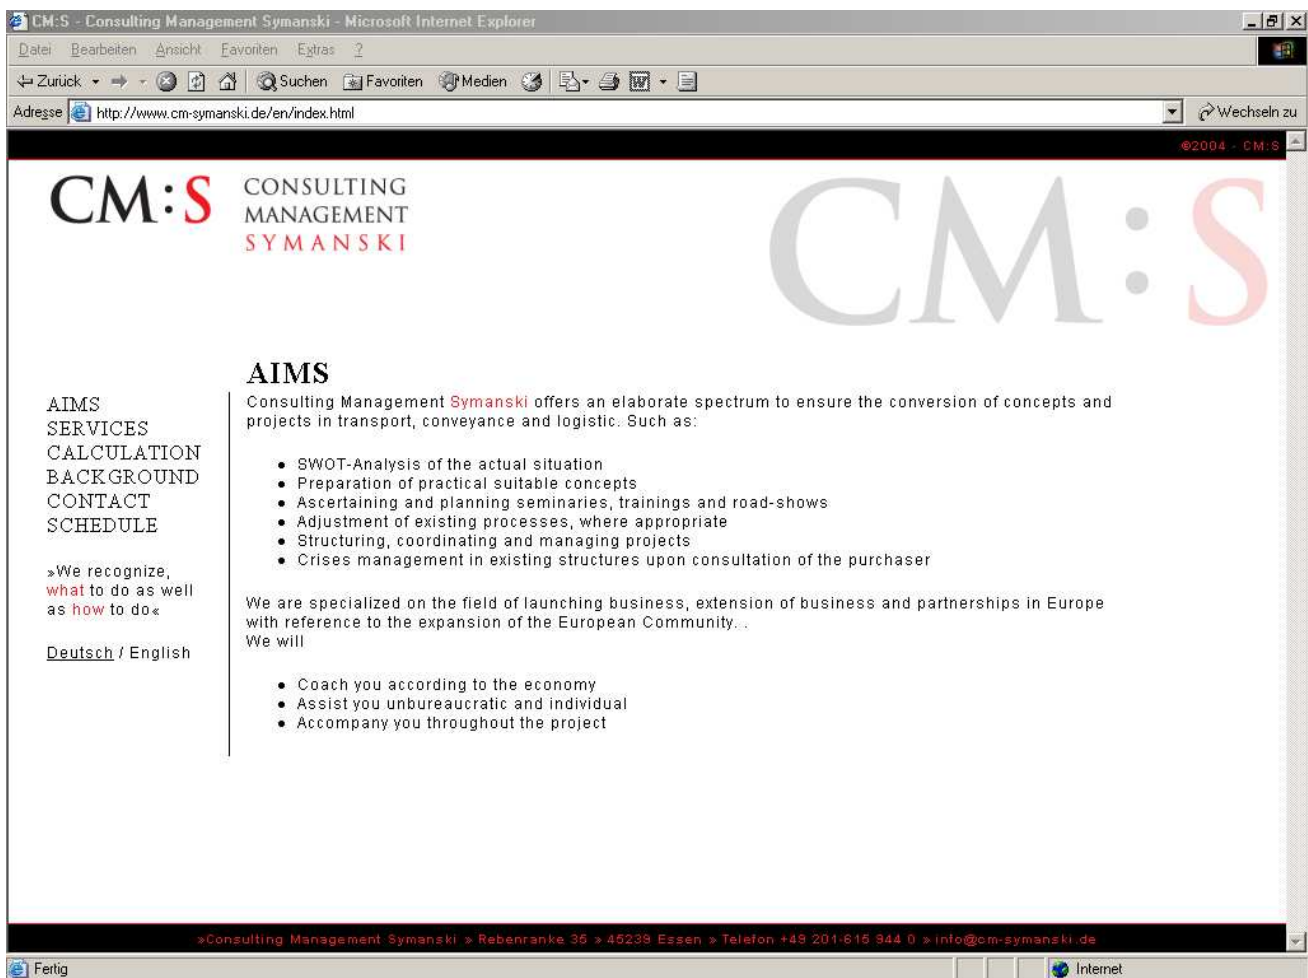 CM:S - Consulting Management Symanski - Microsoft Internet Explorer
Datei Bearbeiten Ansicht Favoriten Extras ?
Zurück Suchen Favoriten Medien
Adresse http://www.cm-symanski.de/en/index.html Wechseln zu
©2004 - CM:S
CM:S
CONSULTING
MANAGEMENT
SYMANSKI
CM:S
AIMS
SERVICES
CALCULATION
BACKGROUND
CONTACT
SCHEDULE
»We recognize,
what to do as well
as how to do«
Deutsch / English
AIMS
Consulting Management Symanski offers an elaborate spectrum to ensure the conversion of concepts and
projects in transport, conveyance and logistic. Such as:
• SWOT-Analysis of the actual situation
• Preparation of practical suitable concepts
• Ascertaining and planning seminaries, trainings and road-shows
• Adjustment of existing processes, where appropriate
• Structuring, coordinating and managing projects
• Crises management in existing structures upon consultation of the purchaser
We are specialized on the field of launching business, extension of business and partnerships in Europe
with reference to the expansion of the European Community. .
We will
• Coach you according to the economy
• Assist you unbureaucratic and individual
• Accompany you throughout the project
»Consulting Management Symanski » Rebenranke 35 » 45239 Essen » Telefon +49 201-615 944 0 » info@cm-symanski.de
Fertig Internet